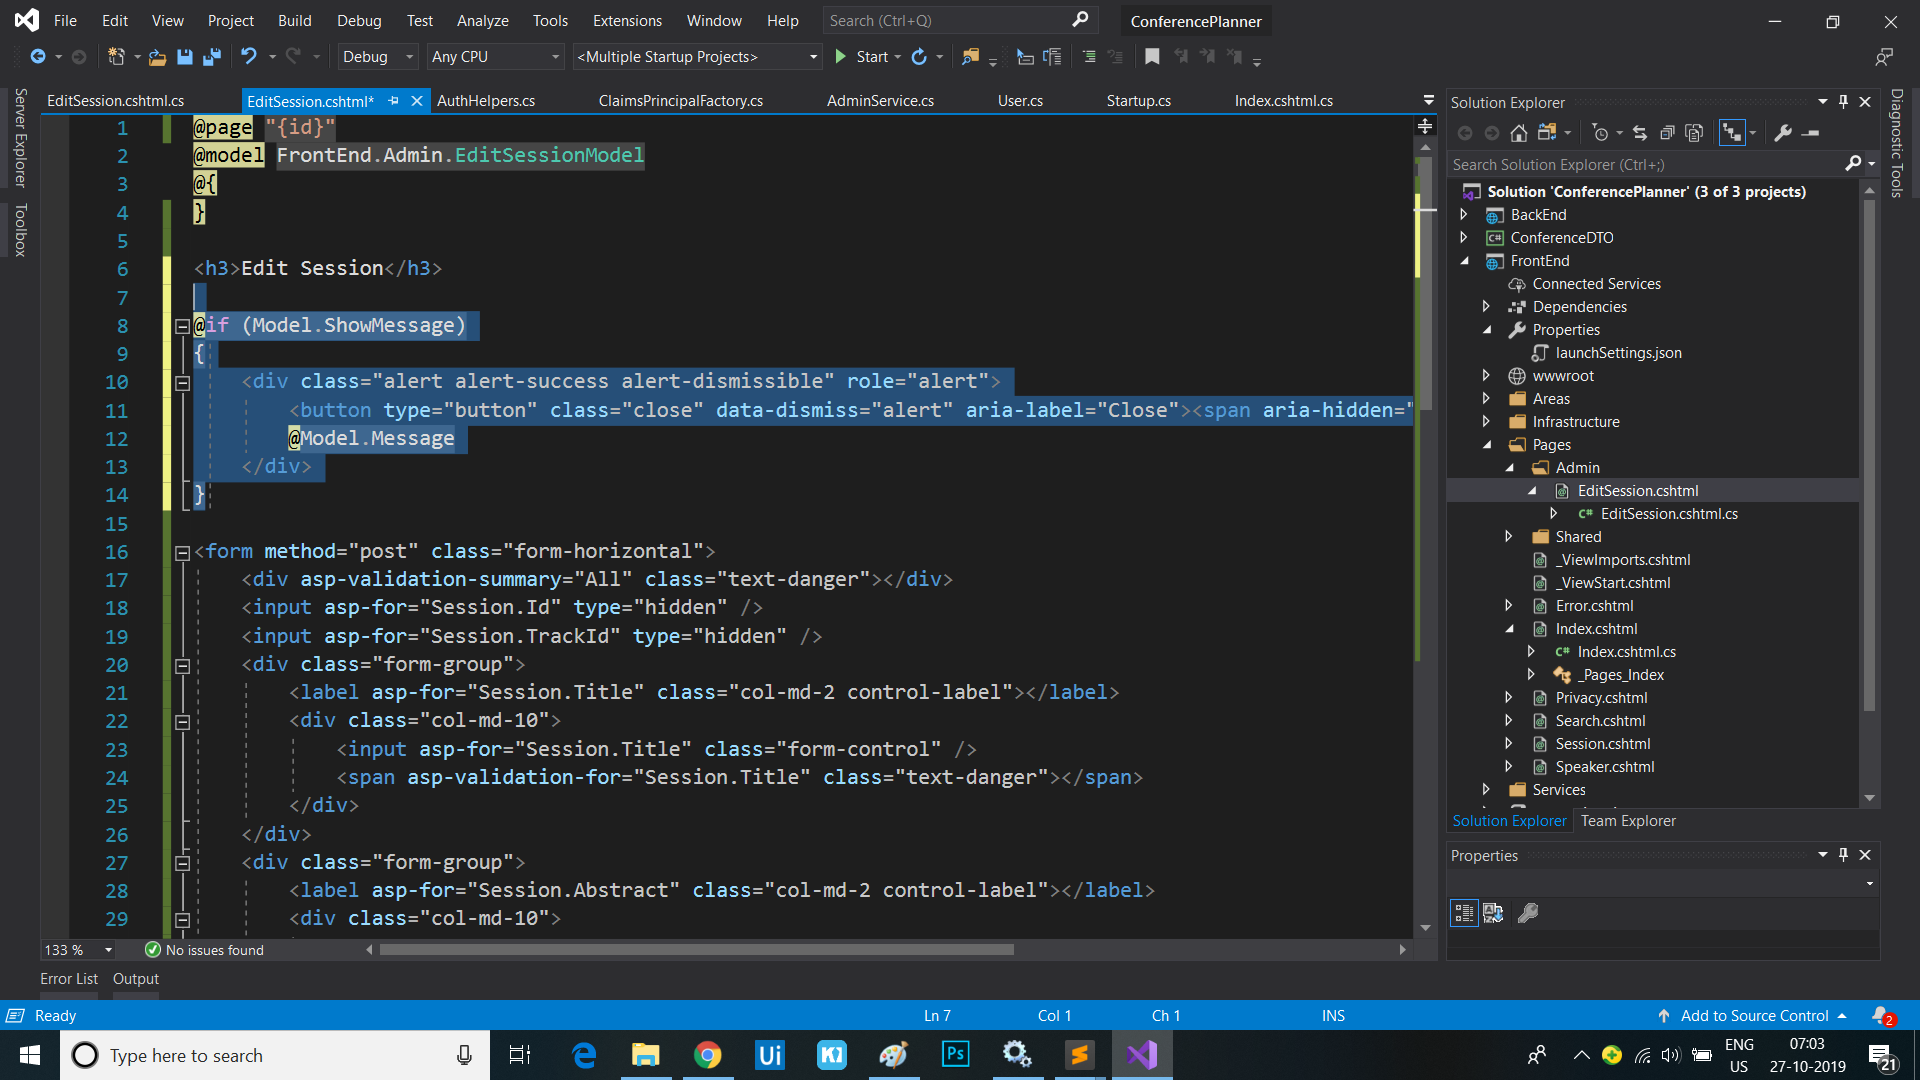 File Edit View Project Build Debug Test Analyze Tools Extensions Window Help Search (Ctrl+Q) ConferencePlanner
Debug Any CPU <Multiple Startup Projects> Start
Server Explorer
Toolbox
EditSession.cshtml.cs EditSession.cshtml* AuthHelpers.cs ClaimsPrincipalFactory.cs AdminService.cs User.cs Startup.cs Index.cshtml.cs
1 @page "{id}"
2 @model FrontEnd.Admin.EditSessionModel
3 @{
4 }
5
6 <h3>Edit Session</h3>
7
8 @if (Model.ShowMessage)
9 {
10 <div class="alert alert-success alert-dismissible" role="alert">
11 <button type="button" class="close" data-dismiss="alert" aria-label="Close"><span aria-hidden="
12 @Model.Message
13 </div>
14 }
15
16 <form method="post" class="form-horizontal">
17 <div asp-validation-summary="All" class="text-danger"></div>
18 <input asp-for="Session.Id" type="hidden" />
19 <input asp-for="Session.TrackId" type="hidden" />
20 <div class="form-group">
21 <label asp-for="Session.Title" class="col-md-2 control-label"></label>
22 <div class="col-md-10">
23 <input asp-for="Session.Title" class="form-control" />
24 <span asp-validation-for="Session.Title" class="text-danger"></span>
25 </div>
26 </div>
27 <div class="form-group">
28 <label asp-for="Session.Abstract" class="col-md-2 control-label"></label>
29 <div class="col-md-10">
133 % No issues found
Error List Output
Solution Explorer
Search Solution Explorer (Ctrl+;)
Solution 'ConferencePlanner' (3 of 3 projects)
BackEnd
C# ConferenceDTO
FrontEnd
Connected Services
Dependencies
Properties
launchSettings.json
wwwroot
Areas
Infrastructure
Pages
Admin
EditSession.cshtml
C# EditSession.cshtml.cs
Shared
_ViewImports.cshtml
_ViewStart.cshtml
Error.cshtml
Index.cshtml
C# Index.cshtml.cs
_Pages_Index
Privacy.cshtml
Search.cshtml
Session.cshtml
Speaker.cshtml
Services
Solution Explorer Team Explorer
Properties
Diagnostic Tools
Ready Ln 7 Col 1 Ch 1 INS Add to Source Control 2
Type here to search Ui Ps ENG US 07:03 27-10-2019 21